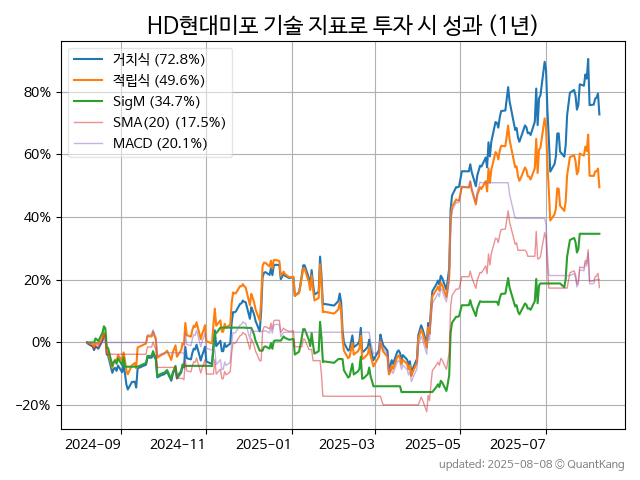 HD현대미포 기술 지표로 투자 시 성과 (1년)
거치식 (72.8%)
적립식 (49.6%)
SigM (34.7%)
SMA(20) (17.5%)
MACD (20.1%)
80%
60%
40%
20%
0%
−20%
2024-09 2024-11 2025-01 2025-03 2025-05 2025-07
updated: 2025-08-08 © QuantKang